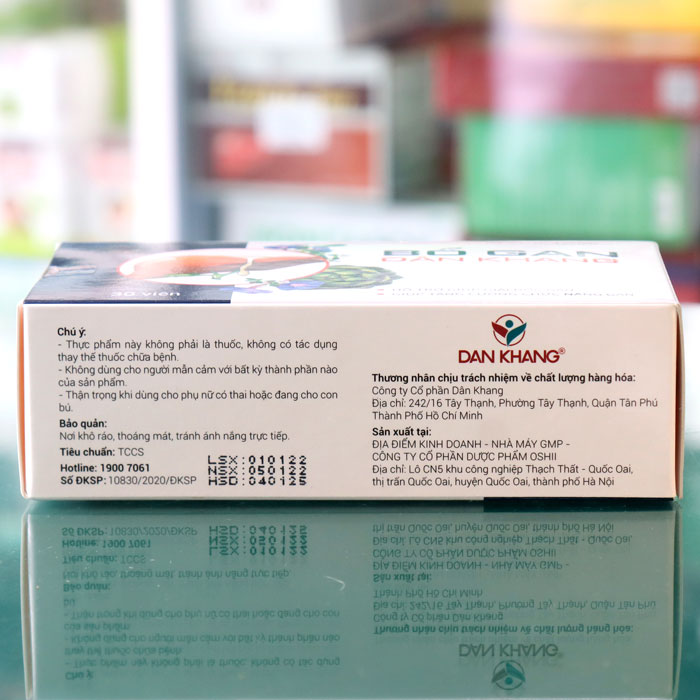 BỔ GAN
DÂN KHANG
30 viên
Chú ý:
- Thực phẩm này không phải là thuốc, không có tác dụng
thay thế thuốc chữa bệnh.
- Không dùng cho người mẫn cảm với bất kỳ thành phần nào
của sản phẩm.
- Thận trọng khi dùng cho phụ nữ có thai hoặc đang cho con
bú.
Bảo quản:
Nơi khô ráo, thoáng mát, tránh ánh nắng trực tiếp.
Tiêu chuẩn: TCCS
Hotline: 1900 7061
Số ĐKSP: 10830/2020/ĐKSP
LSX: 010122
NSX: 050122
HSD: 040125
DAN KHANG®
Thương nhân chịu trách nhiệm về chất lượng hàng hóa:
Công ty Cổ phần Dân Khang
Địa chỉ: 242/16 Tây Thạnh, Phường Tây Thạnh, Quận Tân Phú
Thành Phố Hồ Chí Minh
Sản xuất tại:
ĐỊA ĐIỂM KINH DOANH - NHÀ MÁY GMP -
CÔNG TY CỔ PHẦN DƯỢC PHẨM OSHII
Địa chỉ: Lô CN5 khu công nghiệp Thạch Thất - Quốc Oai,
thị trấn Quốc Oai, huyện Quốc Oai, thành phố Hà Nội